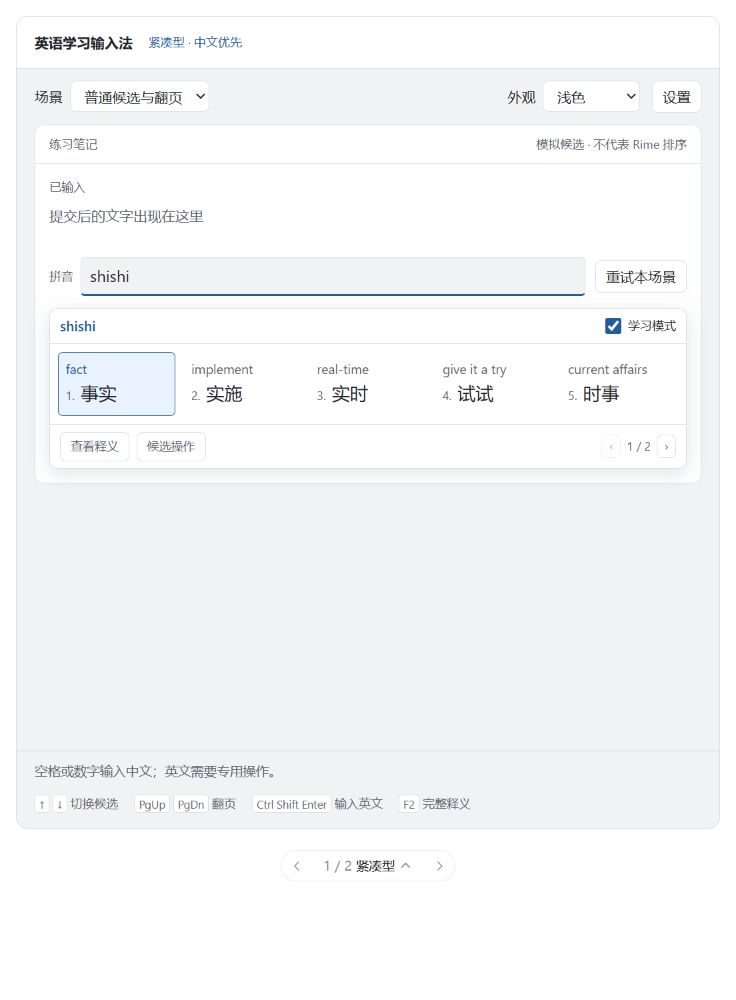 英语学习输入法 紧凑型 · 中文优先
场景 普通候选与翻页 外观 浅色 设置
练习笔记 模拟候选 · 不代表 Rime 排序
已输入
提交后的文字出现在这里
拼音 shishi 重试本场景
shishi 学习模式
fact implement real-time give it a try current affairs
1. 事实 2. 实施 3. 实时 4. 试试 5. 时事
查看释义 候选操作 ‹ 1 / 2 ›
空格或数字输入中文；英文需要专用操作。
↑ ↓ 切换候选 PgUp PgDn 翻页 Ctrl Shift Enter 输入英文 F2 完整释义
1 / 2 紧凑型